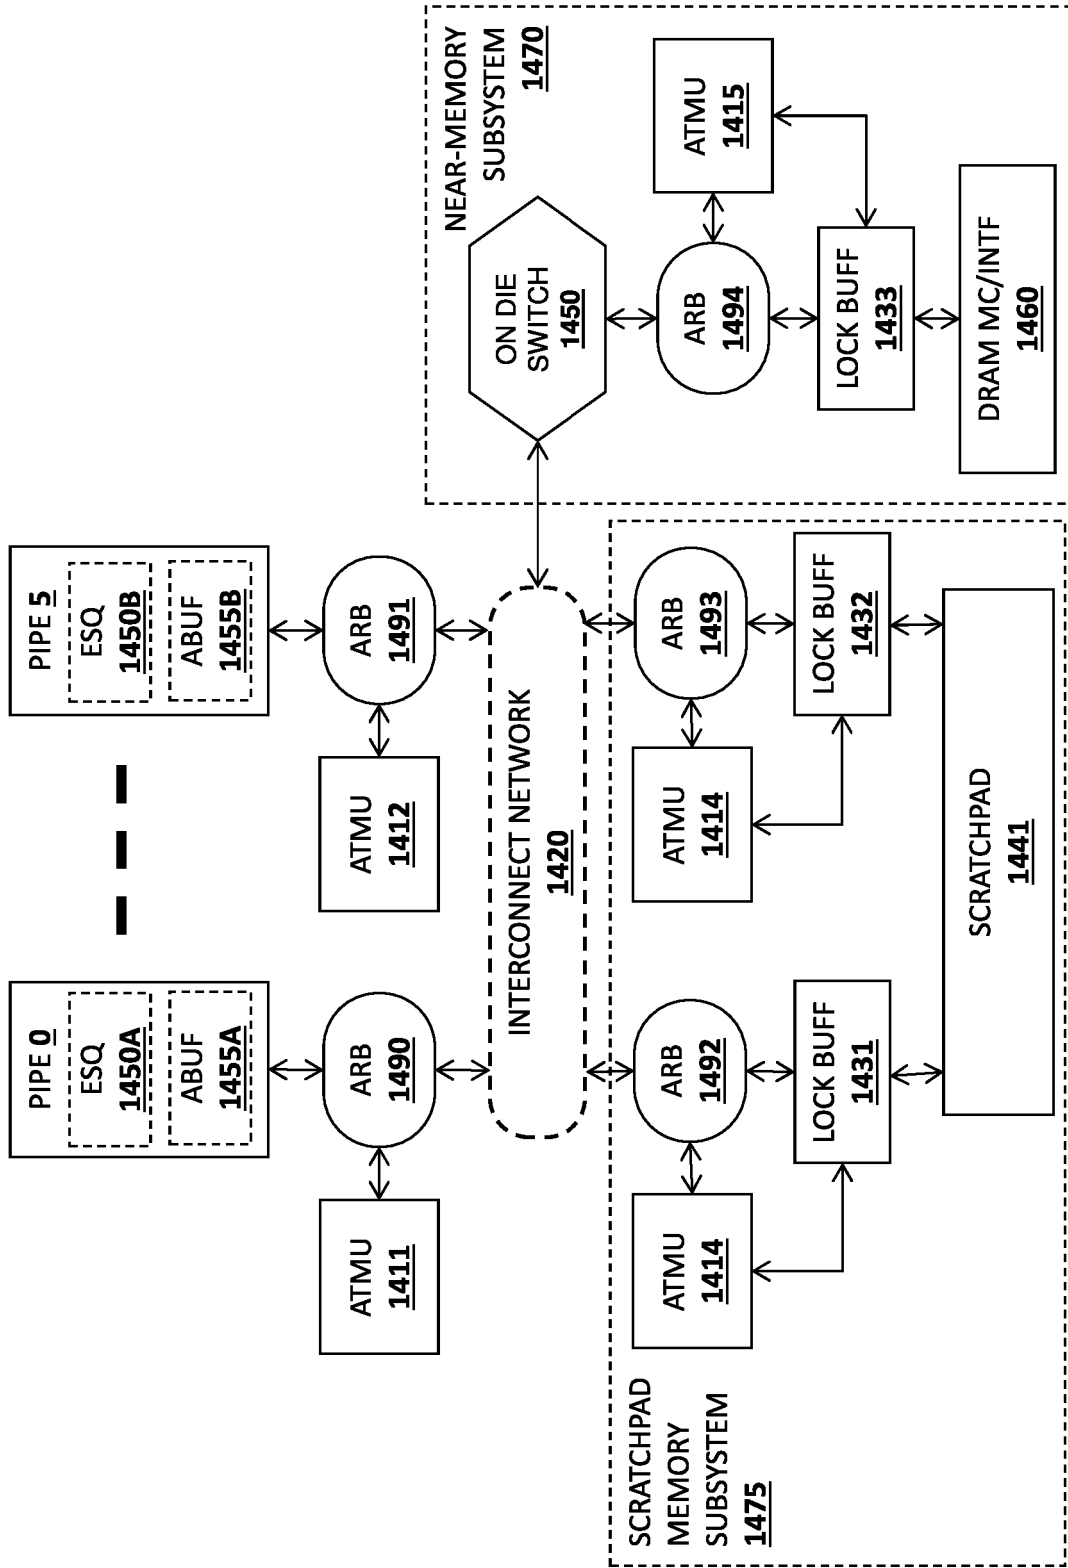 PIPE 0
ESQ
1450A
ABUF
1455A
PIPE 5
ESQ
1450B
ABUF
1455B
ATMU
1411
ARB
1490
ATMU
1412
ARB
1491
INTERCONNECT NETWORK
1420
SCRATCHPAD
MEMORY
SUBSYSTEM
1475
ATMU
1414
ARB
1492
LOCK BUFF
1431
ATMU
1414
ARB
1493
LOCK BUFF
1432
SCRATCHPAD
1441
NEAR-MEMORY
SUBSYSTEM
1470
ON DIE
SWITCH
1450
ARB
1494
ATMU
1415
LOCK BUFF
1433
DRAM MC/INTF
1460